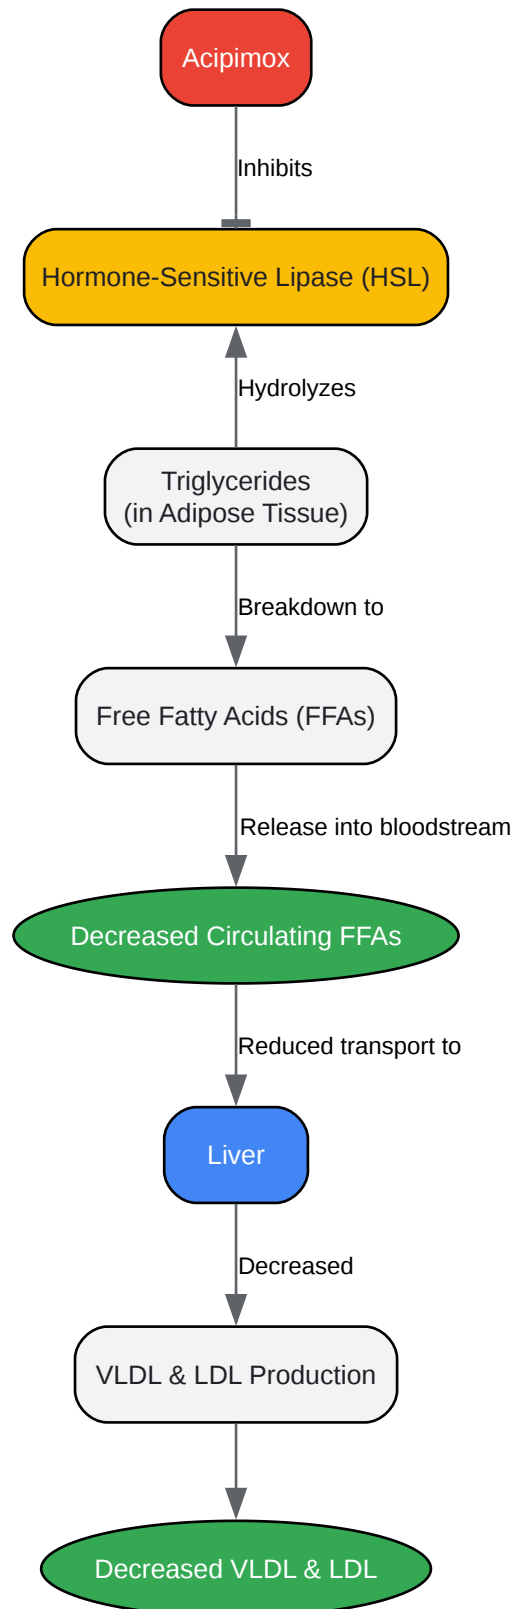 Acipimox
Inhibits
Hormone-Sensitive Lipase (HSL)
Hydrolyzes
Triglycerides
(in Adipose Tissue)
Breakdown to
Free Fatty Acids (FFAs)
Release into bloodstream
Decreased Circulating FFAs
Reduced transport to
Liver
Decreased
VLDL & LDL Production
Decreased VLDL & LDL